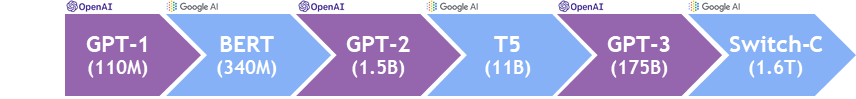 OpenAI
Google AI
OpenAI
Google AI
OpenAI
Google AI
GPT-1
(110M)
BERT
(340M)
GPT-2
(1.5B)
T5
(11B)
GPT-3
(175B)
Switch-C
(1.6T)